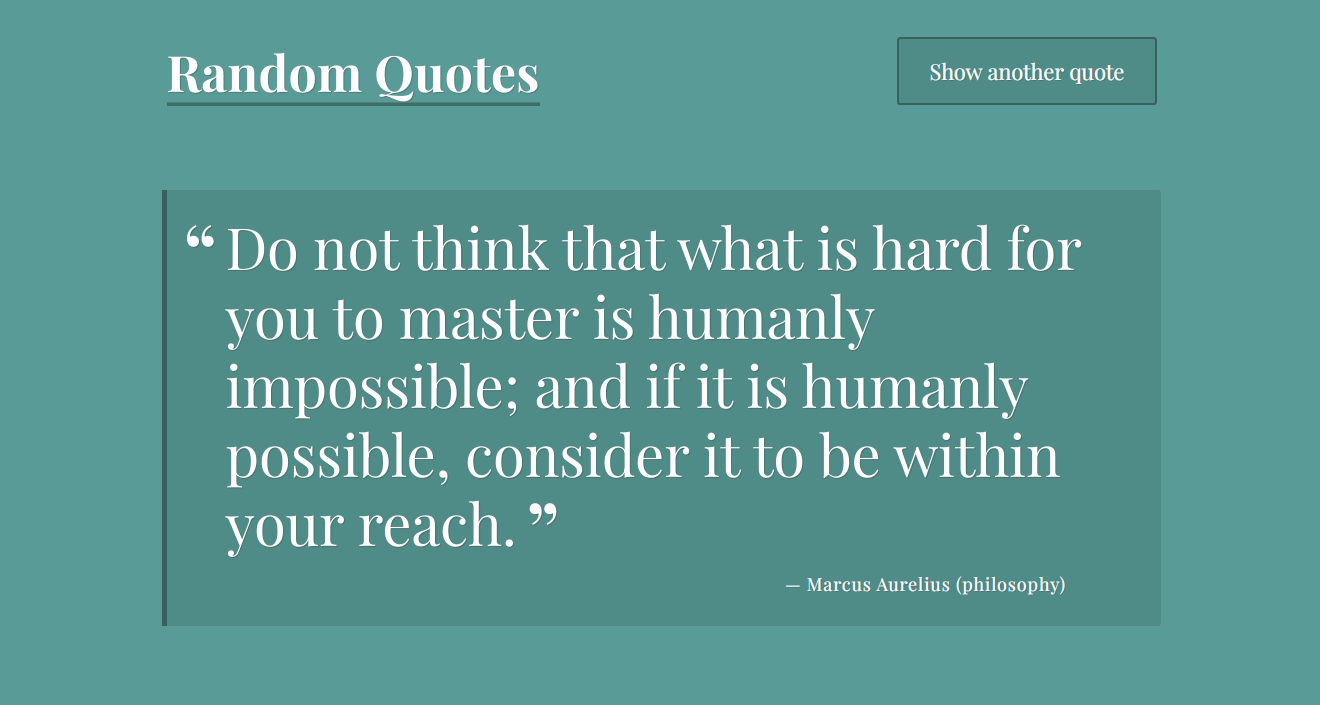 Random Quotes
Show another quote
“ Do not think that what is hard for
you to master is humanly
impossible; and if it is humanly
possible, consider it to be within
your reach. ”
— Marcus Aurelius (philosophy)